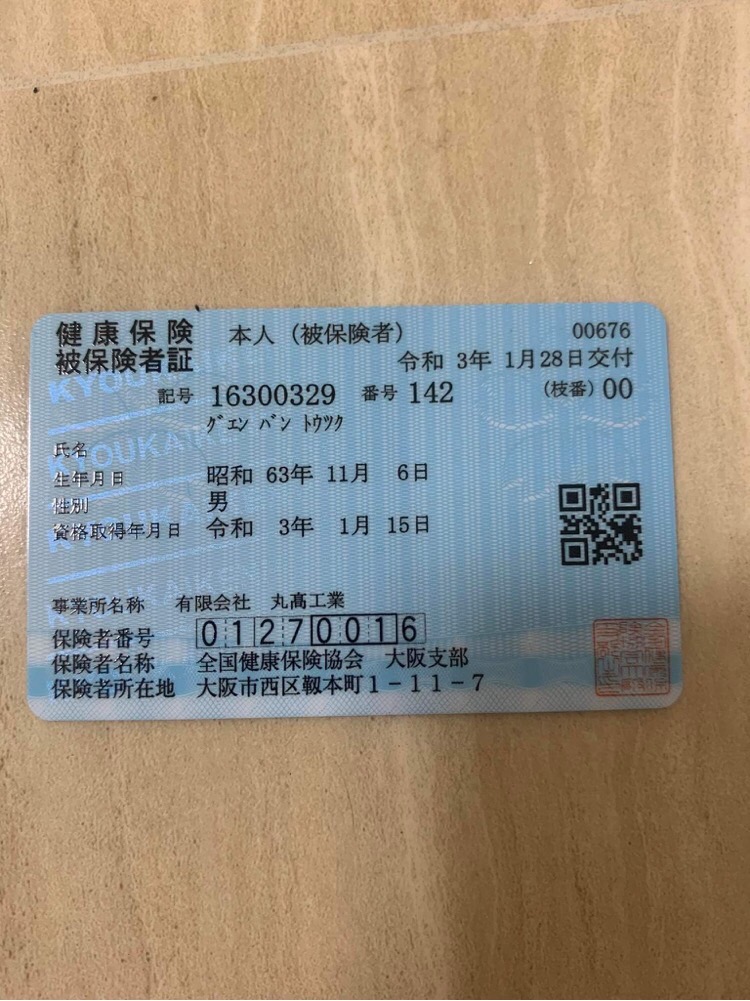 健康保険 本人（被保険者） 00676
被保険者証 令和 3年 1月28日交付
記号 16300329 番号 142 （枝番）00
ｸﾞｴﾝ ﾊﾞﾝ ﾄｳﾂｸ
氏名
生年月日 昭和 63年 11月 6日
性別 男
資格取得年月日 令和 3年 1月 15日
事業所名称 有限会社 丸髙工業
保険者番号 01270016
保険者名称 全国健康保険協会 大阪支部
保険者所在地 大阪市西区靱本町1－11－7
KYOUKAI
KYOUKAI